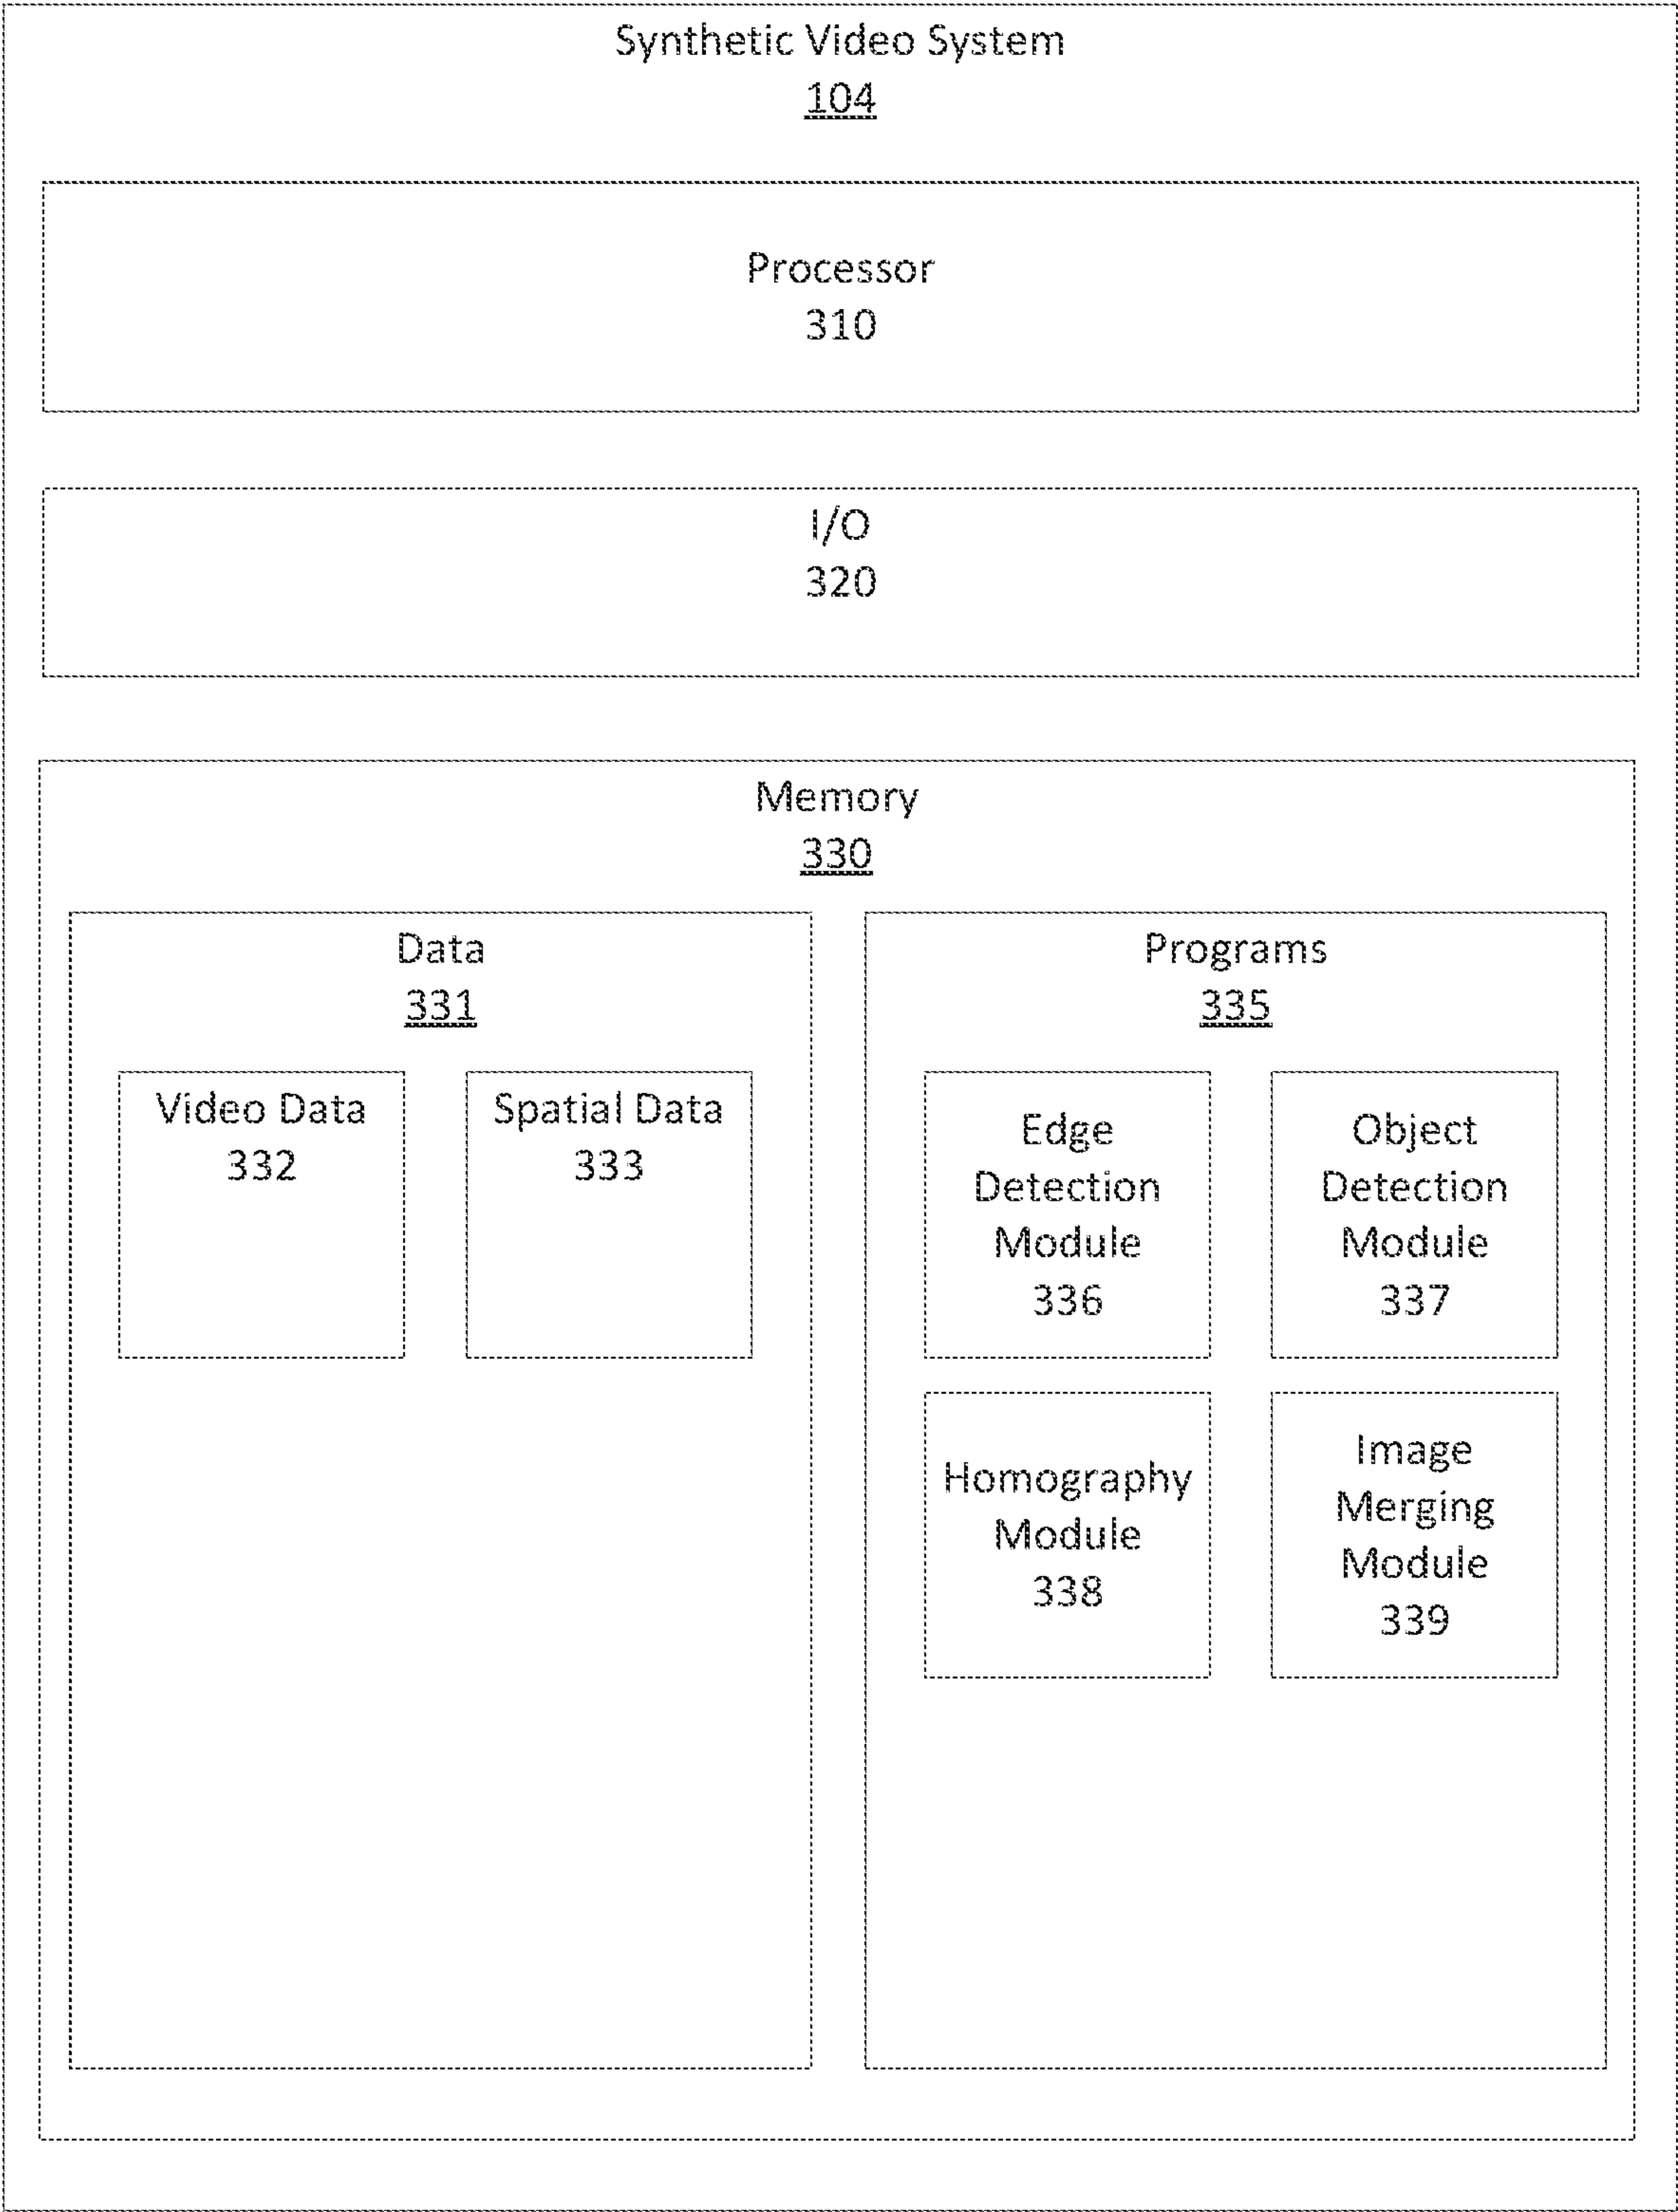 Synthetic Video System
104
Processor
310
I/O
320
Memory
330
Data
331
Video Data
332
Spatial Data
333
Programs
335
Edge
Detection
Module
336
Object
Detection
Module
337
Homography
Module
338
Image
Merging
Module
339